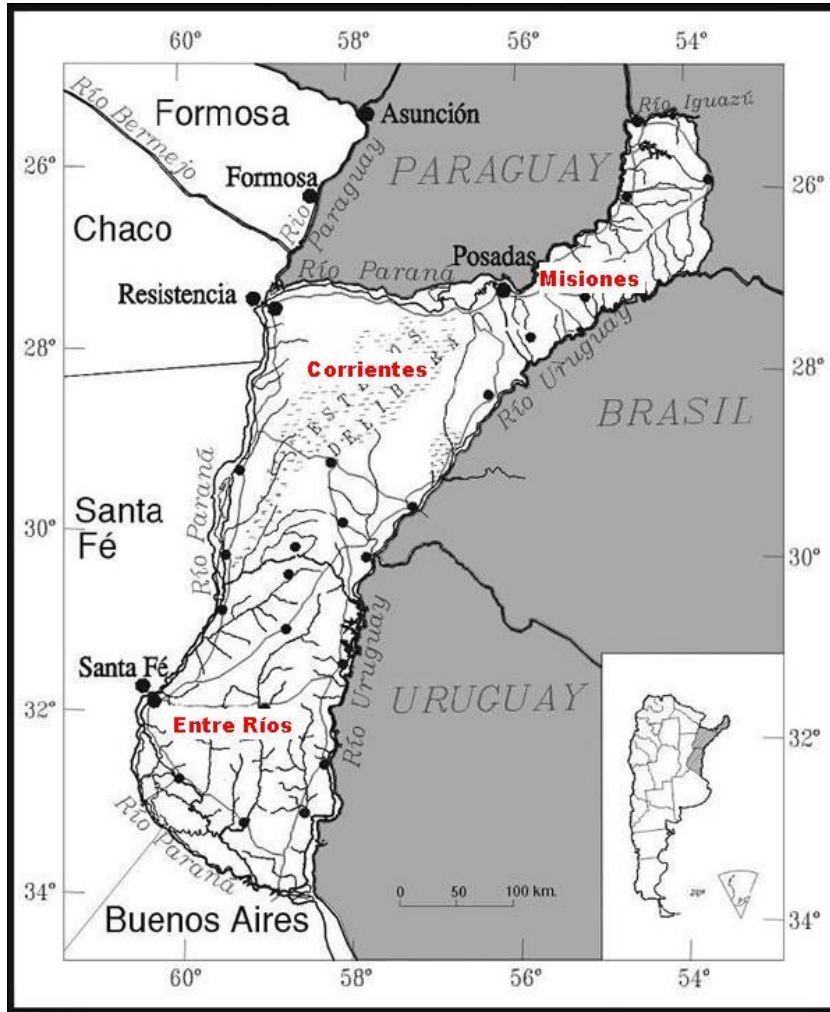 60° 58° 56° 54°
Río Bermejo
Formosa
Asunción
Río Iguazú
26°
Formosa
Río Paraguay
PARAGUAY
26°
Chaco
Posadas
Río Paraná
Misiones
Resistencia
28°
Corrientes
ESTEROS
DEL IBERA
Río Uruguay
28°
BRASIL
Santa
Fé
Río Paraná
30°
30°
Santa Fé
Río Uruguay
URUGUAY
32°
Entre Ríos
32°
Río Paraná
34°
0 50 100 km.
Buenos Aires
34°
60° 58° 56° 54°